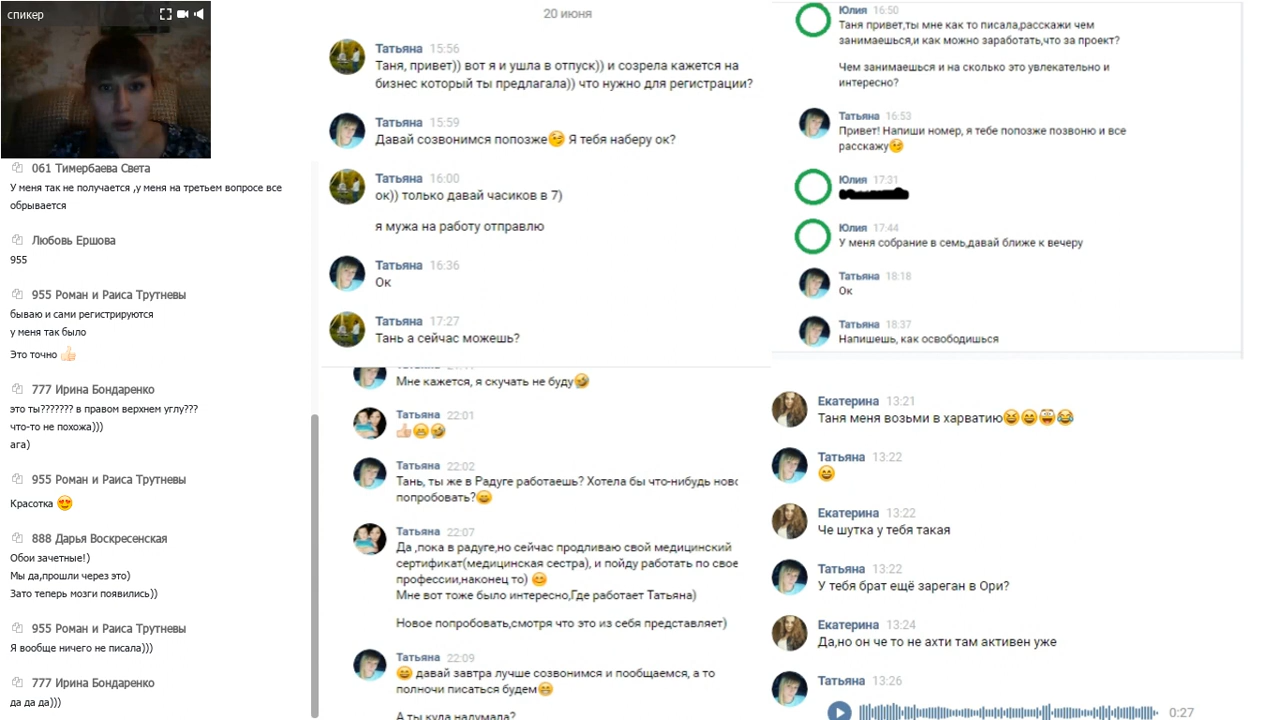 спикер
061 Тимербаева Света
У меня так не получается ,у меня на третьем вопросе все
обрывается
Любовь Ершова
955
955 Роман и Раиса Трутневы
бываю и сами регистрируются
у меня так было
Это точно 👍
777 Ирина Бондаренко
это ты??????? в правом верхнем углу???
что-то не похожа)))
ага)
955 Роман и Раиса Трутневы
Красотка 😍
888 Дарья Воскресенская
Обои зачетные!)
Мы да,прошли через это)
Зато теперь мозги появились))
955 Роман и Раиса Трутневы
Я вообще ничего не писала)))
777 Ирина Бондаренко
да да да)))
20 июня
Татьяна 15:56
Таня, привет)) вот я и ушла в отпуск)) и созрела кажется на
бизнес который ты предлагала)) что нужно для регистрации?
Татьяна 15:59
Давай созвонимся попозже😏 Я тебя наберу ок?
Татьяна 16:00
ок)) только давай часиков в 7)
я мужа на работу отправлю
Татьяна 16:36
Ок
Татьяна 17:27
Тань а сейчас можешь?
Мне кажется, я скучать не буду🤣
Татьяна 22:01
👍😁🤣
Татьяна 22:02
Тань, ты же в Радуге работаешь? Хотела бы что-нибудь ново
попробовать?😄
Татьяна 22:07
Да ,пока в радуге,но сейчас продливаю свой медицинский
сертификат(медицинская сестра), и пойду работать по свое
профессии,наконец то) 😊
Мне вот тоже было интересно,Где работает Татьяна)
Новое попробовать,смотря что это из себя представляет)
Татьяна 22:09
😄 давай завтра лучше созвонимся и пообщаемся, а то
полночи писаться будем😁
А ты куда надумала?
Юлия 16:50
Таня привет,ты мне как то писала,расскажи чем
занимаешься,и как можно заработать,что за проект?
Чем занимаешься и на сколько это увлекательно и
интересно?
Татьяна 16:53
Привет! Напиши номер, я тебе попозже позвоню и все
расскажу😏
Юлия 17:31
Юлия 17:44
У меня собрание в семь,давай ближе к вечеру
Татьяна 18:18
Ок
Татьяна 18:37
Напишешь, как освободишься
Екатерина 13:21
Таня меня возьми в харватию😆😄🤪😂
Татьяна 13:22
😄
Екатерина 13:22
Че шутка у тебя такая
Татьяна 13:22
У тебя брат ещё зареган в Ори?
Екатерина 13:24
Да,но он че то не ахти там активен уже
Татьяна 13:26
0:27